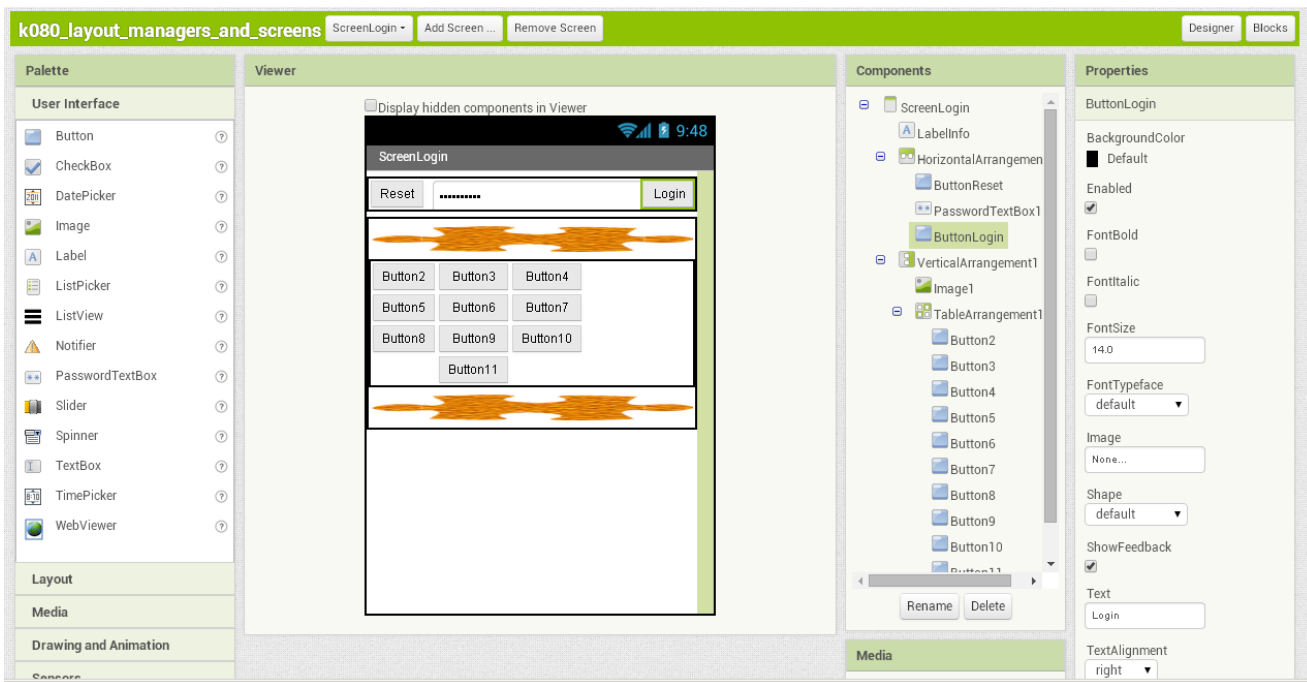 k080_layout_managers_and_screens ScreenLogin Add Screen ... Remove Screen Designer Blocks
Palette
User Interface
Button
CheckBox
DatePicker
Image
Label
ListPicker
ListView
Notifier
PasswordTextBox
Slider
Spinner
TextBox
TimePicker
WebViewer
Layout
Media
Drawing and Animation
Sensors
Viewer
Display hidden components in Viewer
9:48
ScreenLogin
Reset •••••••••• Login
Button2 Button3 Button4
Button5 Button6 Button7
Button8 Button9 Button10
Button11
Components
ScreenLogin
LabelInfo
HorizontalArrangemen
ButtonReset
PasswordTextBox1
ButtonLogin
VerticalArrangement1
Image1
TableArrangement1
Button2
Button3
Button4
Button5
Button6
Button7
Button8
Button9
Button10
Button11
Rename Delete
Media
Properties
ButtonLogin
BackgroundColor
Default
Enabled
FontBold
FontItalic
FontSize
14.0
FontTypeface
default
Image
None...
Shape
default
ShowFeedback
Text
Login
TextAlignment
right